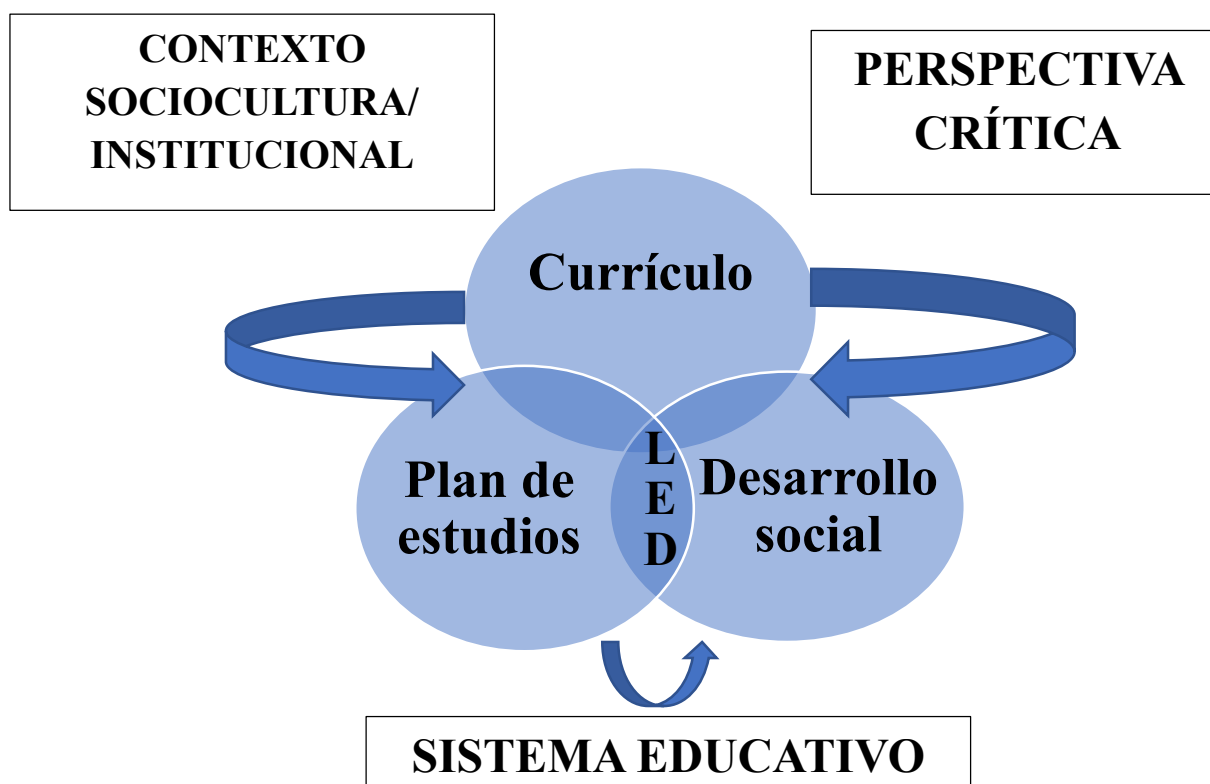 CONTEXTO
SOCIOCULTURA/
INSTITUCIONAL
PERSPECTIVA
CRÍTICA
Currículo
Plan de
estudios
L
E
D
Desarrollo
social
SISTEMA EDUCATIVO